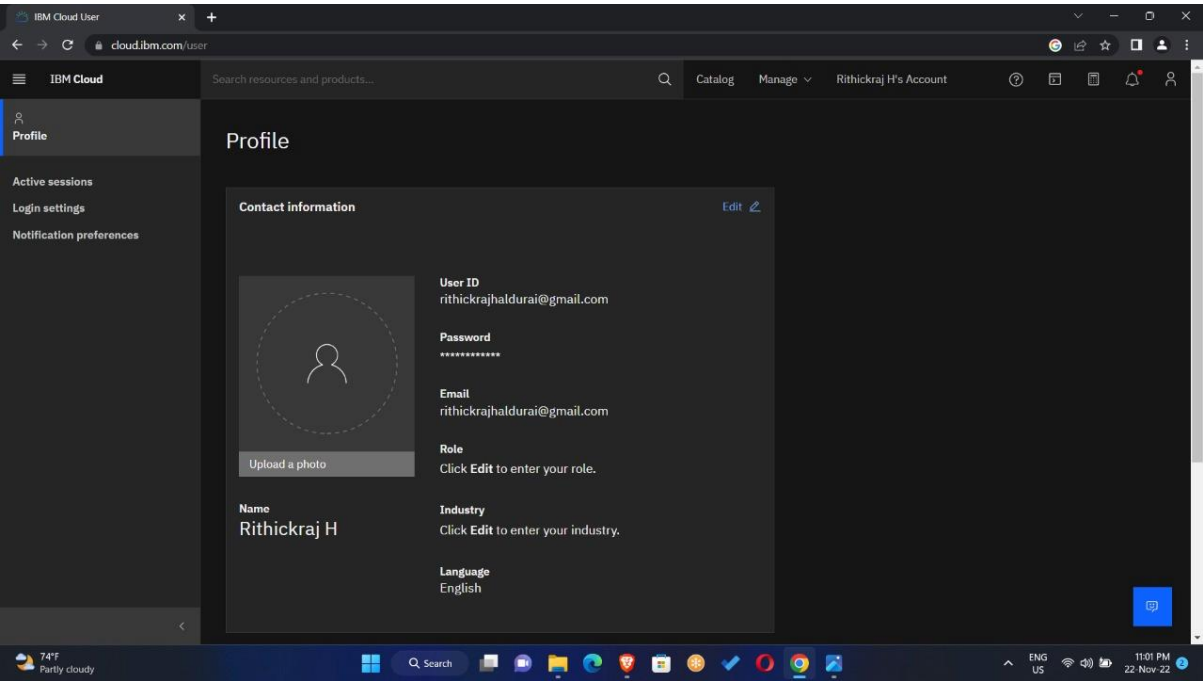 IBM Cloud User
cloud.ibm.com/user
IBM Cloud
Search resources and products...
Catalog
Manage
Rithickraj H's Account
Profile
Active sessions
Login settings
Notification preferences
Profile
Contact information
Edit
User ID
rithickrajhaldurai@gmail.com
Password
************
Email
rithickrajhaldurai@gmail.com
Role
Click Edit to enter your role.
Upload a photo
Name
Rithickraj H
Industry
Click Edit to enter your industry.
Language
English
74°F
Partly cloudy
Search
ENG
US
11:01 PM
22-Nov-22
2